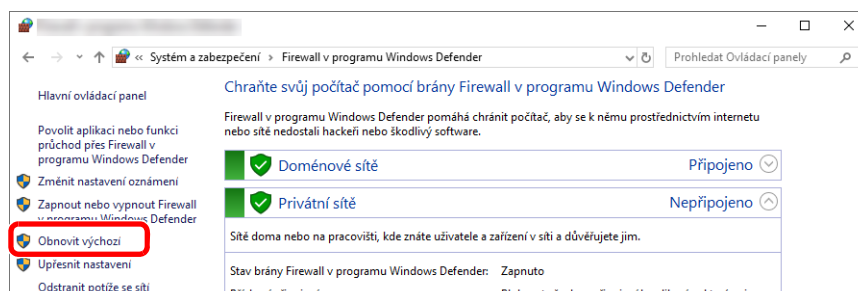 « Systém a zabezpečení › Firewall v programu Windows Defender
Prohledat Ovládací panely
Hlavní ovládací panel
Povolit aplikaci nebo funkci
průchod přes Firewall v
programu Windows Defender
Změnit nastavení oznámení
Zapnout nebo vypnout Firewall
v programu Windows Defender
Obnovit výchozí
Upřesnit nastavení
Odstranit potíže se sítí
Chraňte svůj počítač pomocí brány Firewall v programu Windows Defender
Firewall v programu Windows Defender pomáhá chránit počítač, aby se k němu prostřednictvím internetu
nebo sítě nedostali hackeři nebo škodlivý software.
Doménové sítě Připojeno
Privátní sítě Nepřipojeno
Sítě doma nebo na pracovišti, kde znáte uživatele a zařízení v síti a důvěřujete jim.
Stav brány Firewall v programu Windows Defender: Zapnuto